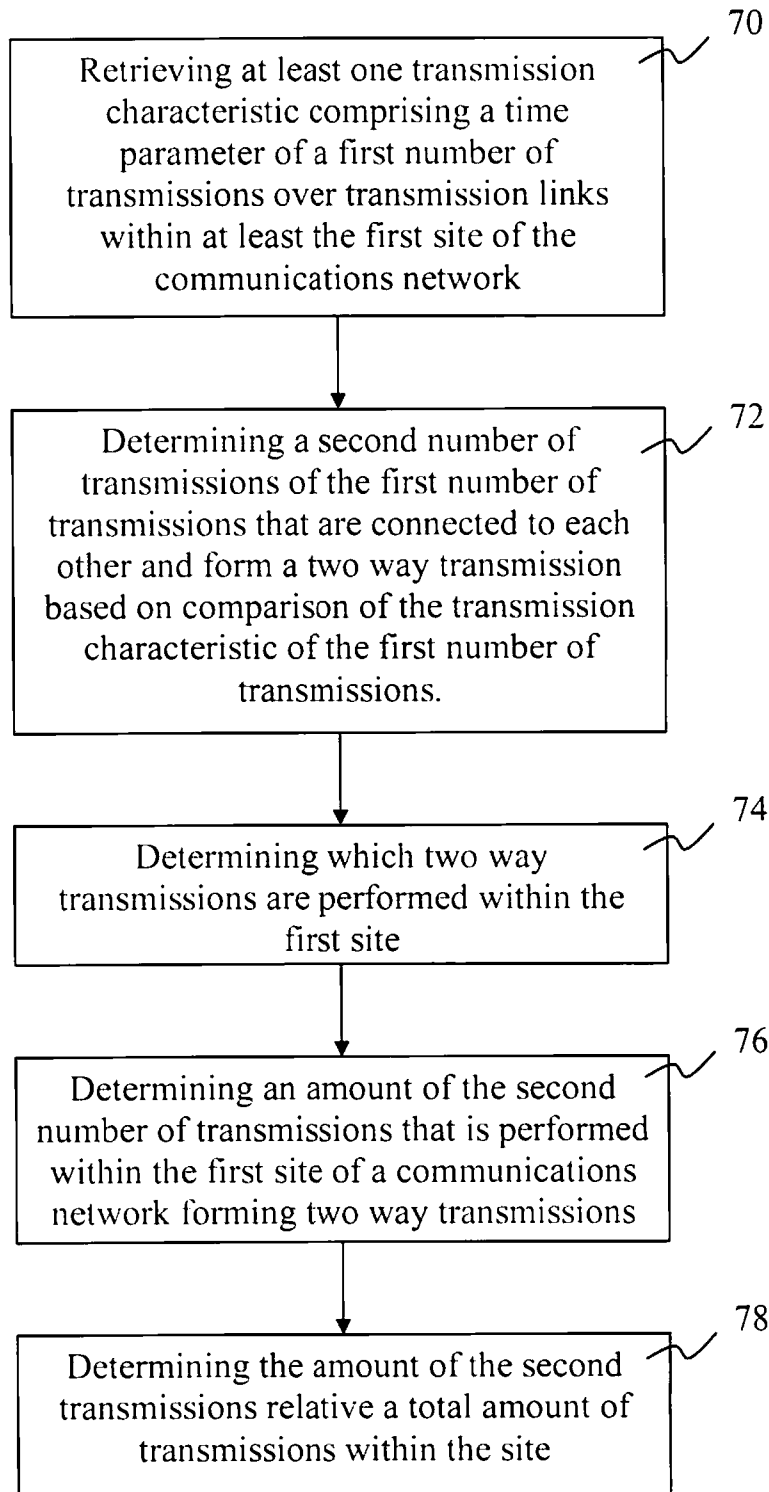 70
Retrieving at least one transmission
characteristic comprising a time
parameter of a first number of
transmissions over transmission links
within at least the first site of the
communications network
72
Determining a second number of
transmissions of the first number of
transmissions that are connected to each
other and form a two way transmission
based on comparison of the transmission
characteristic of the first number of
transmissions.
74
Determining which two way
transmissions are performed within the
first site
76
Determining an amount of the second
number of transmissions that is performed
within the first site of a communications
network forming two way transmissions
78
Determining the amount of the second
transmissions relative a total amount of
transmissions within the site